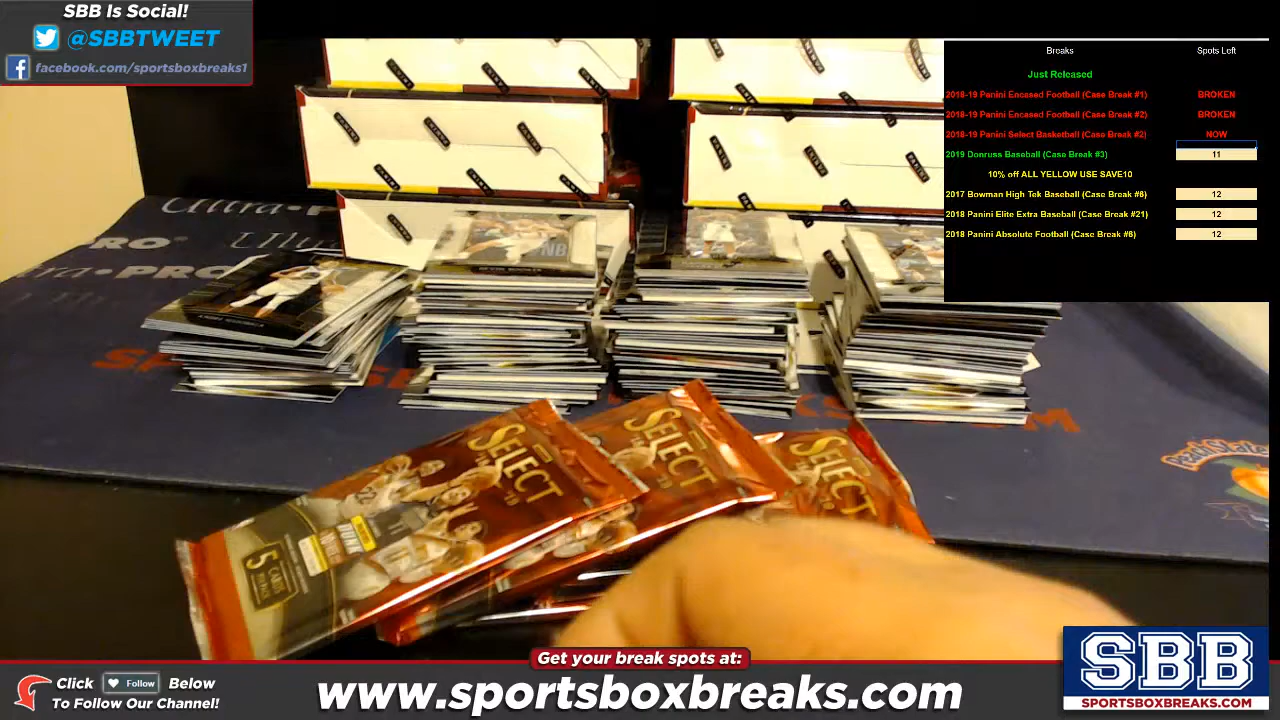 SBB Is Social!
@SBBTWEET
facebook.com/sportsboxbreaks1
Breaks Spots Left
Just Released
2018-19 Panini Encased Football (Case Break #1) BROKEN
2018-19 Panini Encased Football (Case Break #2) BROKEN
2018-19 Panini Select Basketball (Case Break #2) NOW
2019 Donruss Baseball (Case Break #3) 11
10% off ALL YELLOW USE SAVE10
2017 Bowman High Tek Baseball (Case Break #6) 12
2018 Panini Elite Extra Baseball (Case Break #21) 12
2018 Panini Absolute Football (Case Break #6) 12
SELECT
SELECT
SELECT
5 CARDS PER PACK
Get your break spots at:
Click Follow Below
To Follow Our Channel!
www.sportsboxbreaks.com
SBB
SPORTSBOXBREAKS.COM